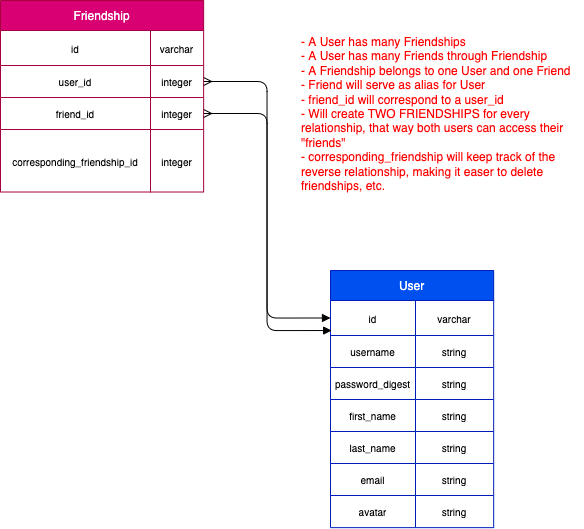 Friendship
id varchar
user_id integer
friend_id integer
corresponding_friendship_id integer
- A User has many Friendships
- A User has many Friends through Friendship
- A Friendship belongs to one User and one Friend
- Friend will serve as alias for User
- friend_id will correspond to a user_id
- Will create TWO FRIENDSHIPS for every
relationship, that way both users can access their
"friends"
- corresponding_friendship will keep track of the
reverse relationship, making it easer to delete
friendships, etc.
User
id varchar
username string
password_digest string
first_name string
last_name string
email string
avatar string